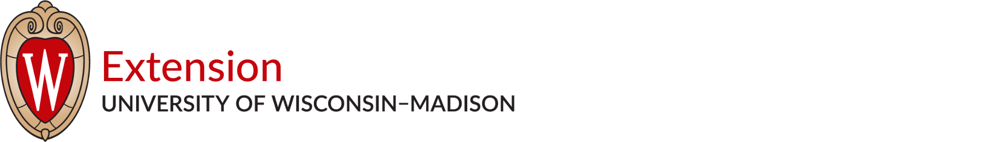 W
Extension
UNIVERSITY OF WISCONSIN–MADISON